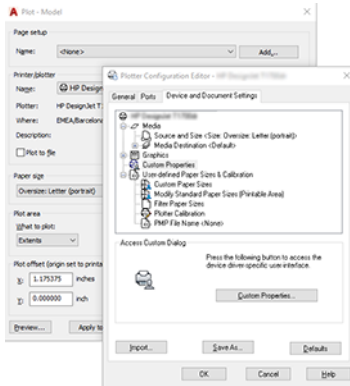 Plot - Model
Page setup
Name:
<None>
Add...
Printer/plotter
Name:
HP Design
Plotter:
HP DesignJet T
Where:
EMEA/Barcelona
Description:
Plot to file
Paper size
Oversize: Letter (portrait)
Plot area
What to plot:
Extents
Plot offset (origin set to printa
X:
1.175375
inches
Y:
0.000000
inch
Preview...
Apply to
Plotter Configuration Editor -
General
Ports
Device and Document Settings
Media
Source and Size <Size: Oversize: Letter (portrait)>
Media Destination <Default>
Graphics
Custom Properties
User-defined Paper Sizes & Calibration
Custom Paper Sizes
Modify Standard Paper Sizes (Printable Area)
Filter Paper Sizes
Plotter Calibration
PMP File Name <None>
Access Custom Dialog
Press the following button to access the
device driver-specific user interface.
Custom Properties...
Import...
Save As...
Defaults
OK
Cancel
Help